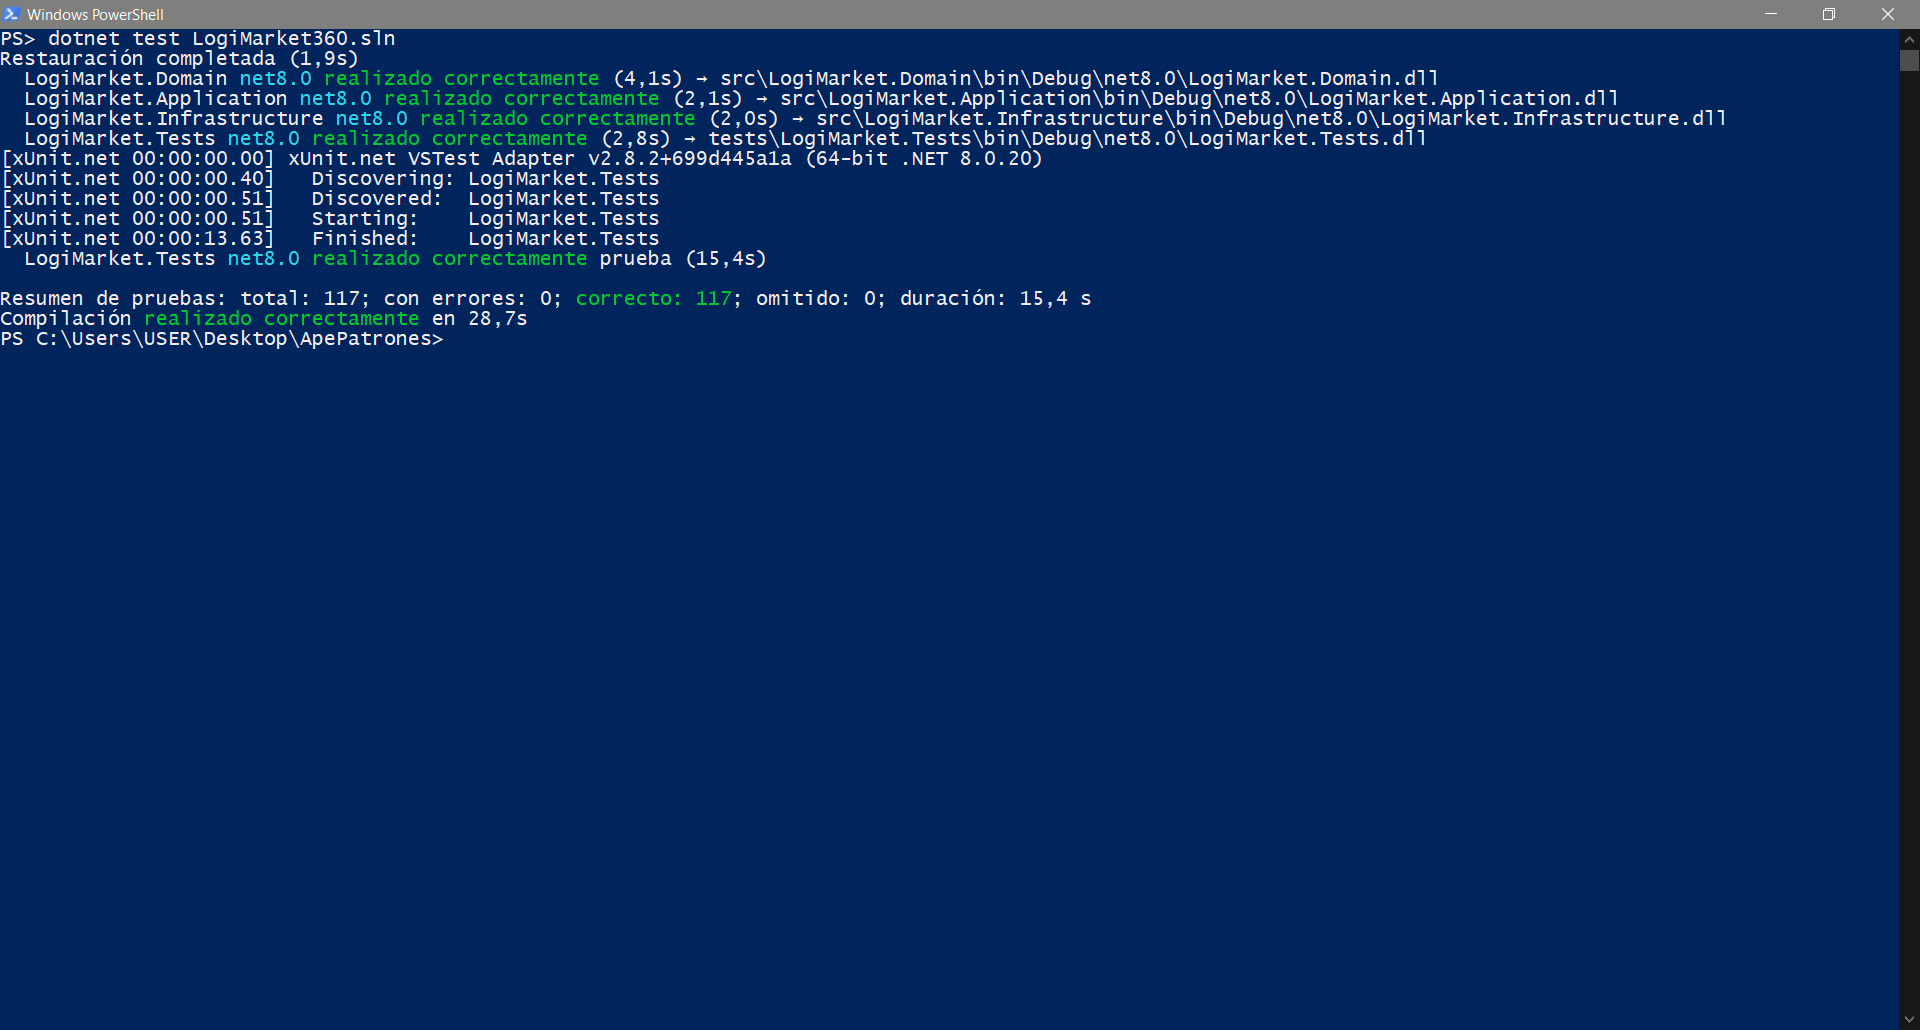 Windows PowerShell
PS> dotnet test LogiMarket360.sln
Restauración completada (1,9s)
  LogiMarket.Domain net8.0 realizado correctamente (4,1s) → src\LogiMarket.Domain\bin\Debug\net8.0\LogiMarket.Domain.dll
  LogiMarket.Application net8.0 realizado correctamente (2,1s) → src\LogiMarket.Application\bin\Debug\net8.0\LogiMarket.Application.dll
  LogiMarket.Infrastructure net8.0 realizado correctamente (2,0s) → src\LogiMarket.Infrastructure\bin\Debug\net8.0\LogiMarket.Infrastructure.dll
  LogiMarket.Tests net8.0 realizado correctamente (2,8s) → tests\LogiMarket.Tests\bin\Debug\net8.0\LogiMarket.Tests.dll
[xUnit.net 00:00:00.00] xUnit.net VSTest Adapter v2.8.2+699d445a1a (64-bit .NET 8.0.20)
[xUnit.net 00:00:00.40]   Discovering: LogiMarket.Tests
[xUnit.net 00:00:00.51]   Discovered:  LogiMarket.Tests
[xUnit.net 00:00:00.51]   Starting:    LogiMarket.Tests
[xUnit.net 00:00:13.63]   Finished:    LogiMarket.Tests
  LogiMarket.Tests net8.0 realizado correctamente prueba (15,4s)
Resumen de pruebas: total: 117; con errores: 0; correcto: 117; omitido: 0; duración: 15,4 s
Compilación realizado correctamente en 28,7s
PS C:\Users\USER\Desktop\ApePatrones>